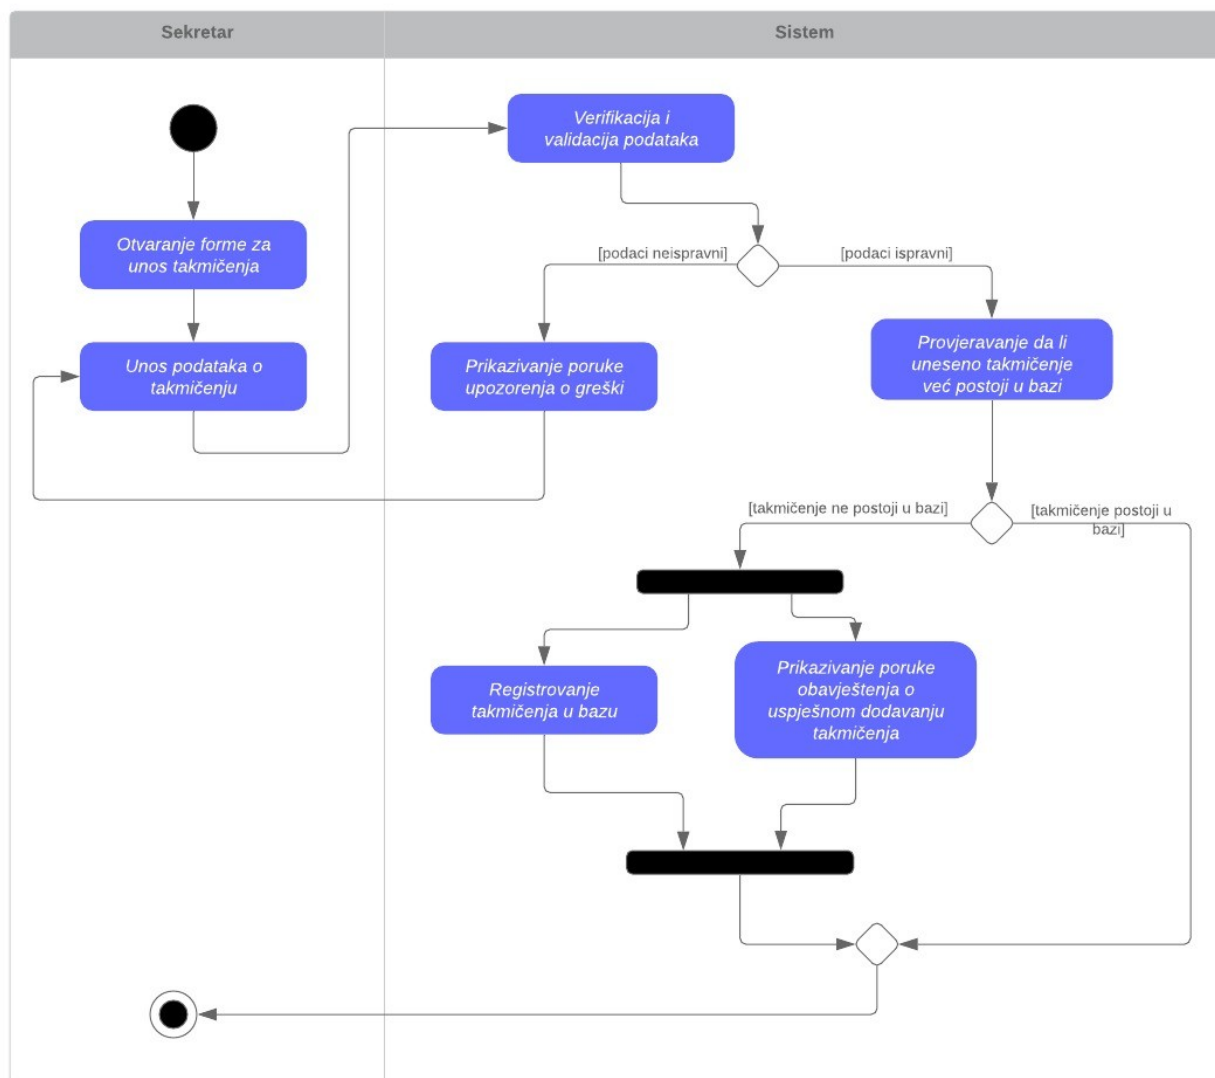 Sekretar
Sistem
Verifikacija i
validacija podataka
Otvaranje forme za
unos takmičenja
[podaci neispravni]
[podaci ispravni]
Unos podataka o
takmičenju
Prikazivanje poruke
upozorenja o greški
Provjeravanje da li
uneseno takmičenje
već postoji u bazi
[takmičenje ne postoji u bazi]
[takmičenje postoji u
bazi]
Registrovanje
takmičenja u bazu
Prikazivanje poruke
obavještenja o
uspješnom dodavanju
takmičenja